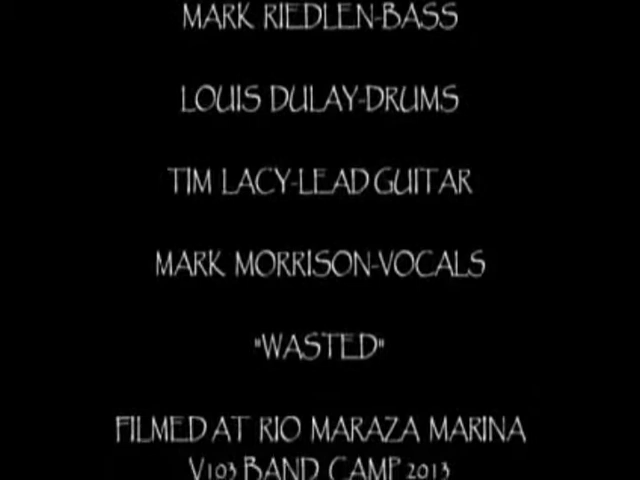 MARK RIEDLEN-BASS
LOUIS DULAY-DRUMS
TIM LACY-LEAD GUITAR
MARK MORRISON-VOCALS
"WASTED"
FILMED AT RIO MARAZA MARINA
V103 BAND CAMP 2013